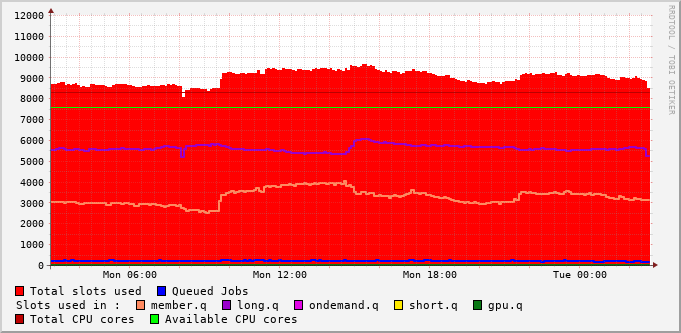 12000
11000
10000
9000
8000
7000
6000
5000
4000
3000
2000
1000
0
Mon 06:00 Mon 12:00 Mon 18:00 Tue 00:00
Total slots used Queued Jobs
Slots used in : member.q long.q ondemand.q short.q gpu.q
Total CPU cores Available CPU cores
RRDTOOL / TOBI OETIKER